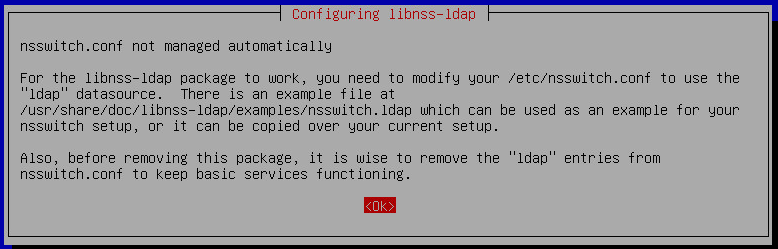 Configuring libnss-ldap
nsswitch.conf not managed automatically
For the libnss-ldap package to work, you need to modify your /etc/nsswitch.conf to use the
"ldap" datasource.  There is an example file at
/usr/share/doc/libnss-ldap/examples/nsswitch.ldap which can be used as an example for your
nsswitch setup, or it can be copied over your current setup.
Also, before removing this package, it is wise to remove the "ldap" entries from
nsswitch.conf to keep basic services functioning.
<Ok>